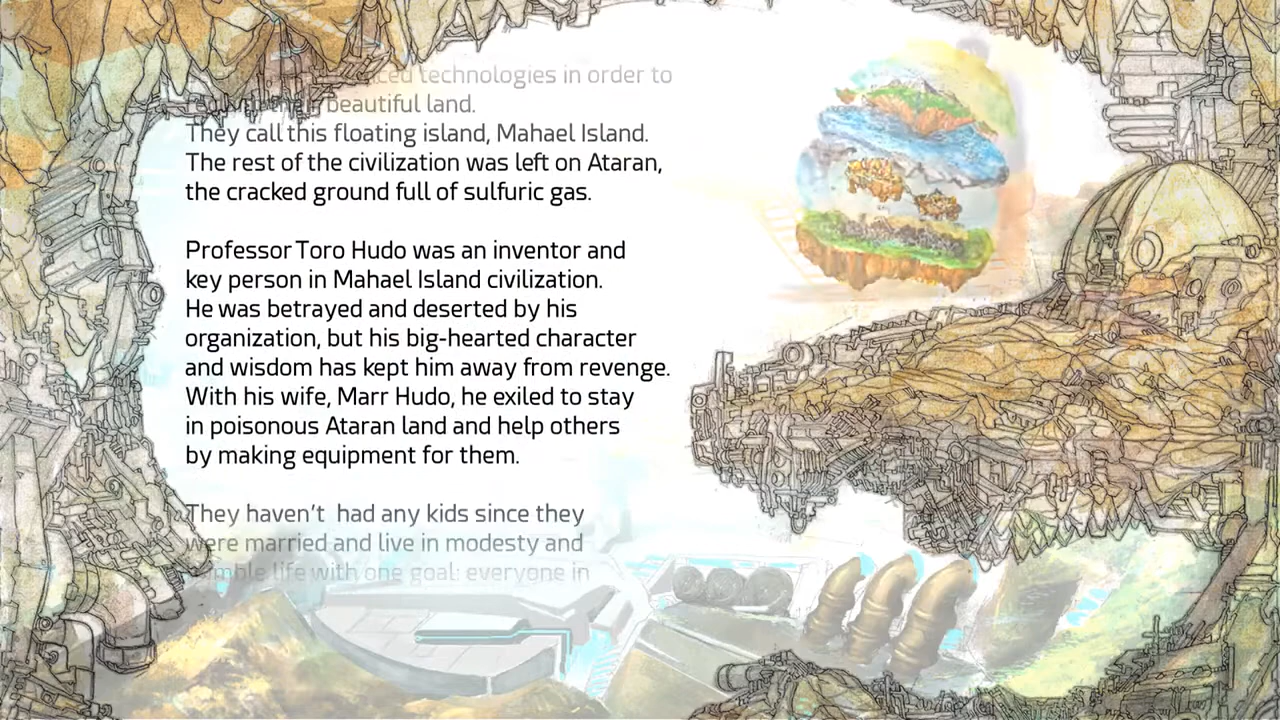 technologies in order to
beautiful land.
They call this floating island, Mahael Island.
The rest of the civilization was left on Ataran,
the cracked ground full of sulfuric gas.
Professor Toro Hudo was an inventor and
key person in Mahael Island civilization.
He was betrayed and deserted by his
organization, but his big-hearted character
and wisdom has kept him away from revenge.
With his wife, Marr Hudo, he exiled to stay
in poisonous Ataran land and help others
by making equipment for them.
They haven't had any kids since they
were married and live in modesty and
humble life with one goal: everyone in